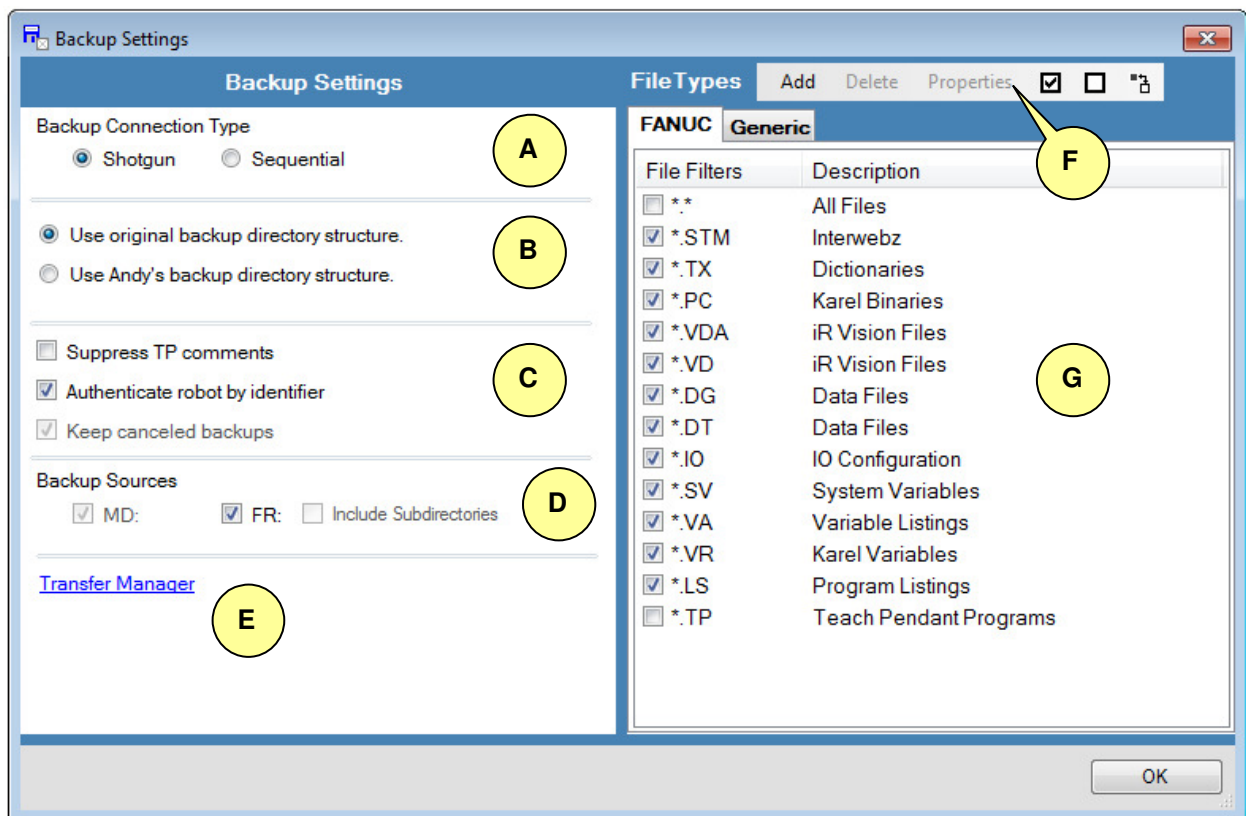 Backup Settings
Backup Settings
Backup Connection Type
Shotgun Sequential
A
Use original backup directory structure.
Use Andy's backup directory structure.
B
Suppress TP comments
Authenticate robot by identifier
Keep canceled backups
C
Backup Sources
MD: FR: Include Subdirectories
D
Transfer Manager
E
FileTypes Add Delete Properties
F
FANUC Generic
File Filters Description
*.* All Files
*.STM Interwebz
*.TX Dictionaries
*.PC Karel Binaries
*.VDA iR Vision Files
*.VD iR Vision Files
*.DG Data Files
*.DT Data Files
*.IO IO Configuration
*.SV System Variables
*.VA Variable Listings
*.VR Karel Variables
*.LS Program Listings
*.TP Teach Pendant Programs
G
OK